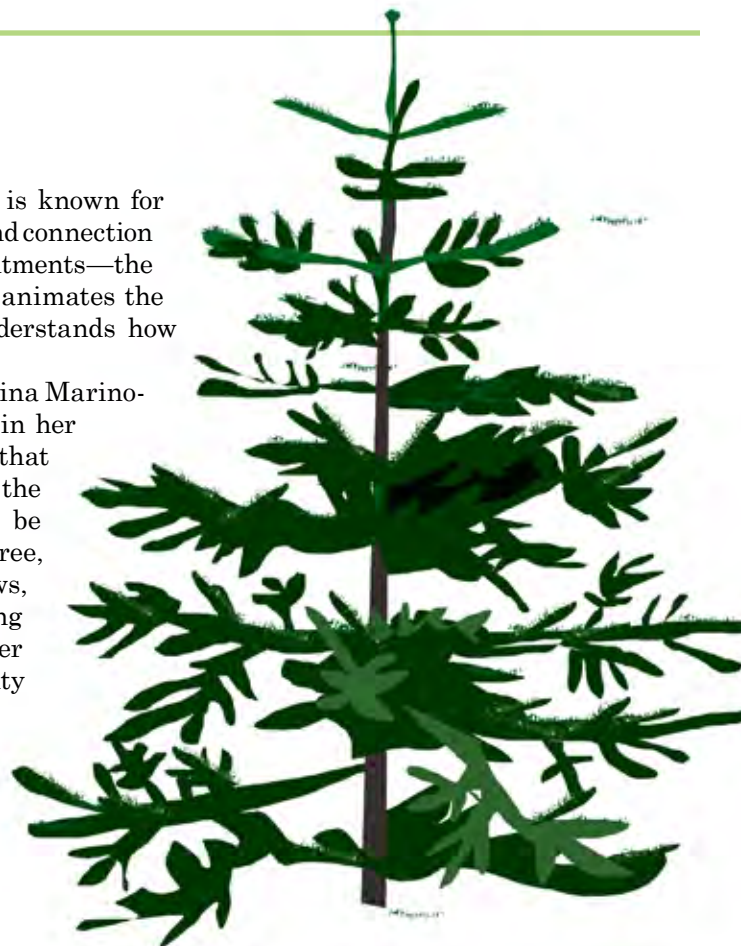 is known for
nd connection
tments—the
animates the
derstands how
ina Marino-
in her
that
the
be
ree,
ws,
ng
er
ty